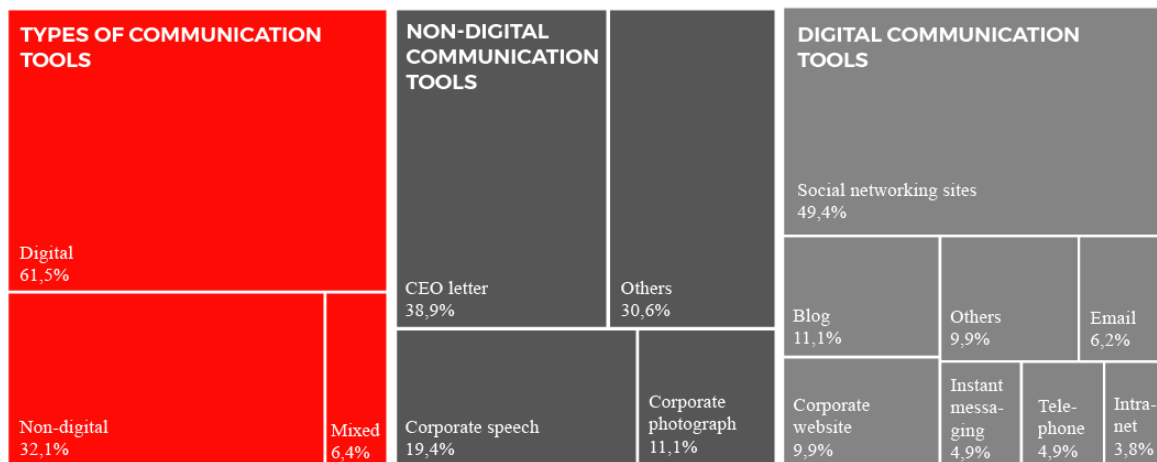 TYPES OF COMMUNICATION
TOOLS
Digital
61,5%
Non-digital
32,1%
Mixed
6,4%
NON-DIGITAL
COMMUNICATION
TOOLS
CEO letter
38,9%
Others
30,6%
Corporate speech
19,4%
Corporate
photograph
11,1%
DIGITAL COMMUNICATION
TOOLS
Social networking sites
49,4%
Blog
11,1%
Others
9,9%
Email
6,2%
Corporate
website
9,9%
Instant
messa-
ging
4,9%
Tele-
phone
4,9%
Intra-
net
3,8%